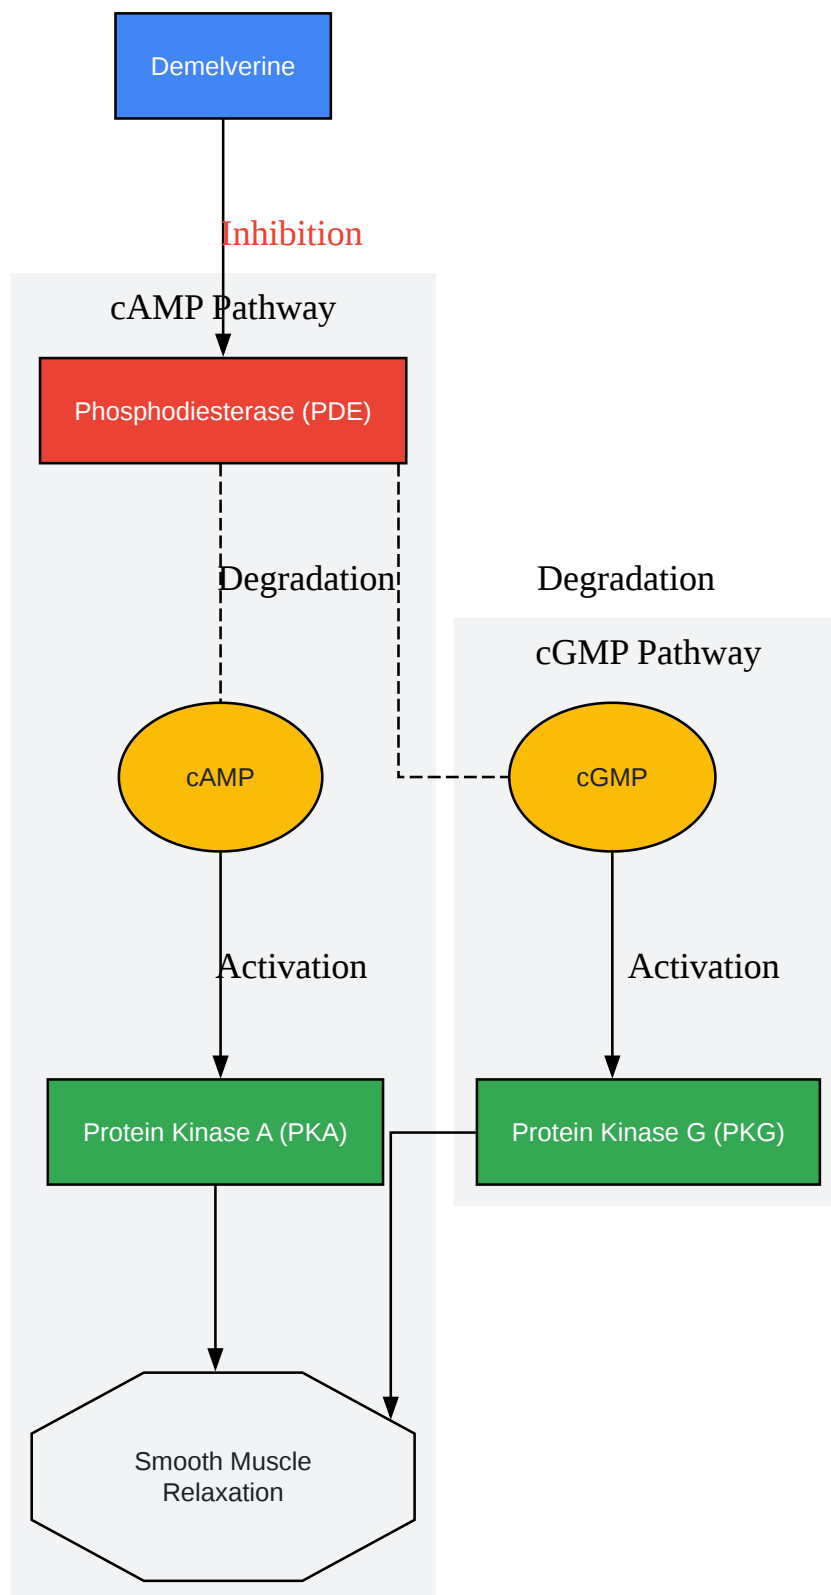 Demelverine
Inhibition
cAMP Pathway
Phosphodiesterase (PDE)
Degradation
Degradation
cGMP Pathway
cAMP
cGMP
Activation
Activation
Protein Kinase A (PKA)
Protein Kinase G (PKG)
Smooth Muscle
Relaxation